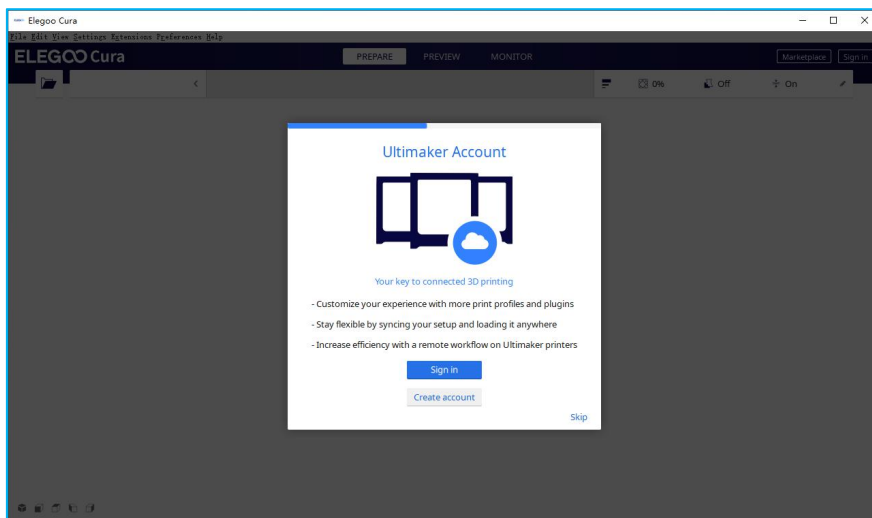 Elegoo Cura
File Edit View Settings Extensions Preferences Help
ELEGOO Cura PREPARE PREVIEW MONITOR Marketplace Sign in
0% Off On
Ultimaker Account
Your key to connected 3D printing
- Customize your experience with more print profiles and plugins
- Stay flexible by syncing your setup and loading it anywhere
- Increase efficiency with a remote workflow on Ultimaker printers
Sign in
Create account
Skip